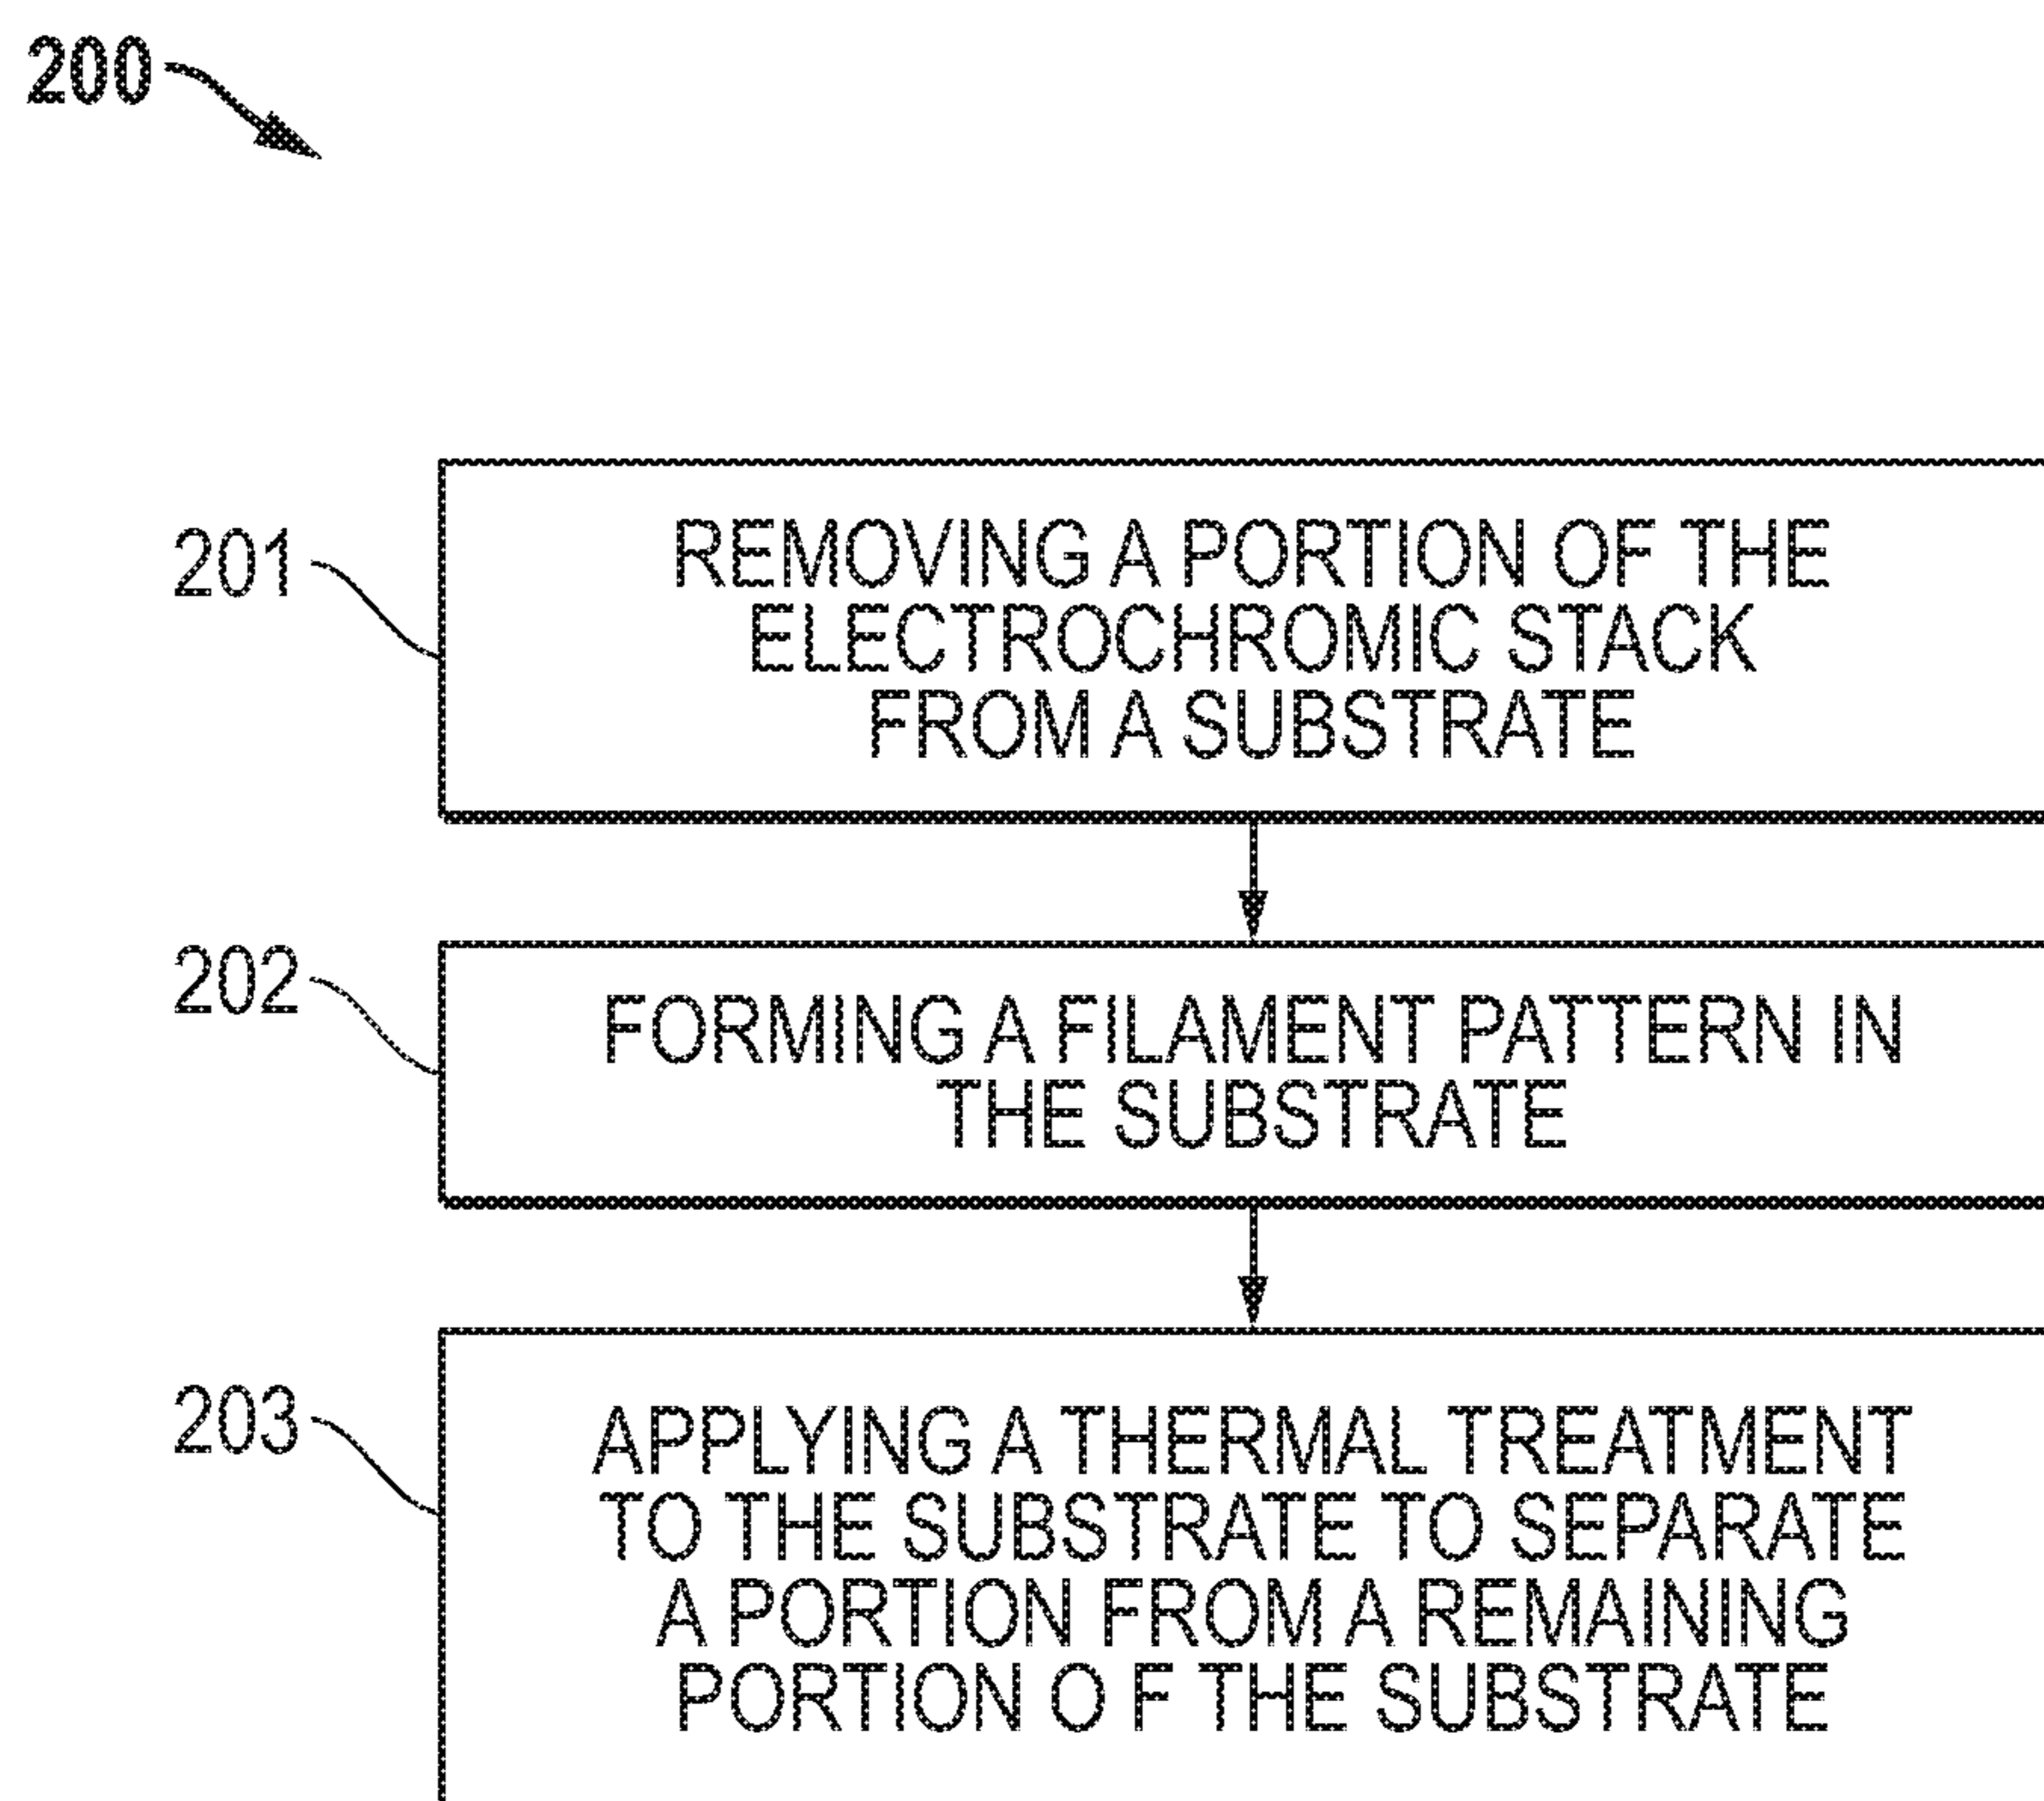 200
201
REMOVING A PORTION OF THE
ELECTROCHROMIC STACK
FROM A SUBSTRATE
202
FORMING A FILAMENT PATTERN IN
THE SUBSTRATE
203
APPLYING A THERMAL TREATMENT
TO THE SUBSTRATE TO SEPARATE
A PORTION FROM A REMAINING
PORTION O F THE SUBSTRATE